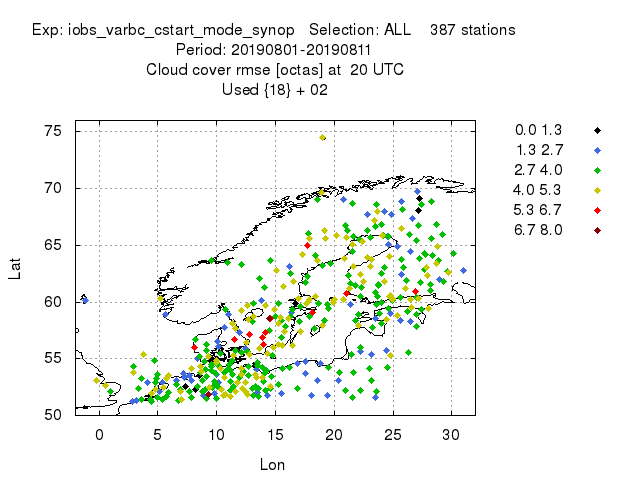 Exp: iobs_varbc_cstart_mode_synop Selection: ALL 387 stations
Period: 20190801-20190811
Cloud cover rmse [octas] at 20 UTC
Used {18} + 02
75
70
65
60
55
50
Lat
0 5 10 15 20 25 30
Lon
0.0 1.3
1.3 2.7
2.7 4.0
4.0 5.3
5.3 6.7
6.7 8.0